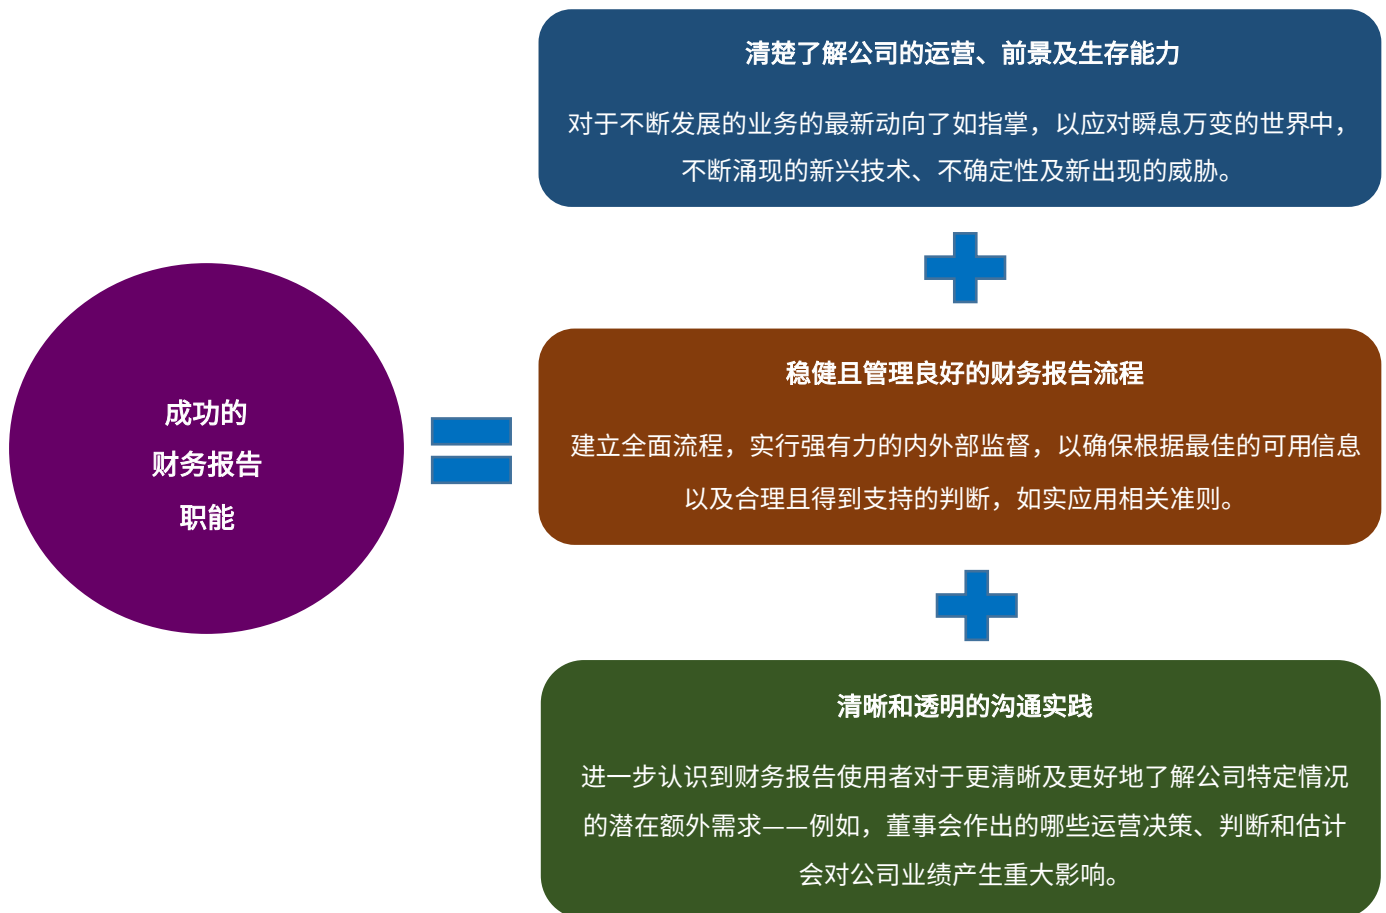 成功的
财务报告
职能
清楚了解公司的运营、前景及生存能力
对于不断发展的业务的最新动向了如指掌，以应对瞬息万变的世界中，
不断涌现的新兴技术、不确定性及新出现的威胁。
稳健且管理良好的财务报告流程
建立全面流程，实行强有力的内外部监督，以确保根据最佳的可用信息
以及合理且得到支持的判断，如实应用相关准则。
清晰和透明的沟通实践
进一步认识到财务报告使用者对于更清晰及更好地了解公司特定情况
的潜在额外需求——例如，董事会作出的哪些运营决策、判断和估计
会对公司业绩产生重大影响。